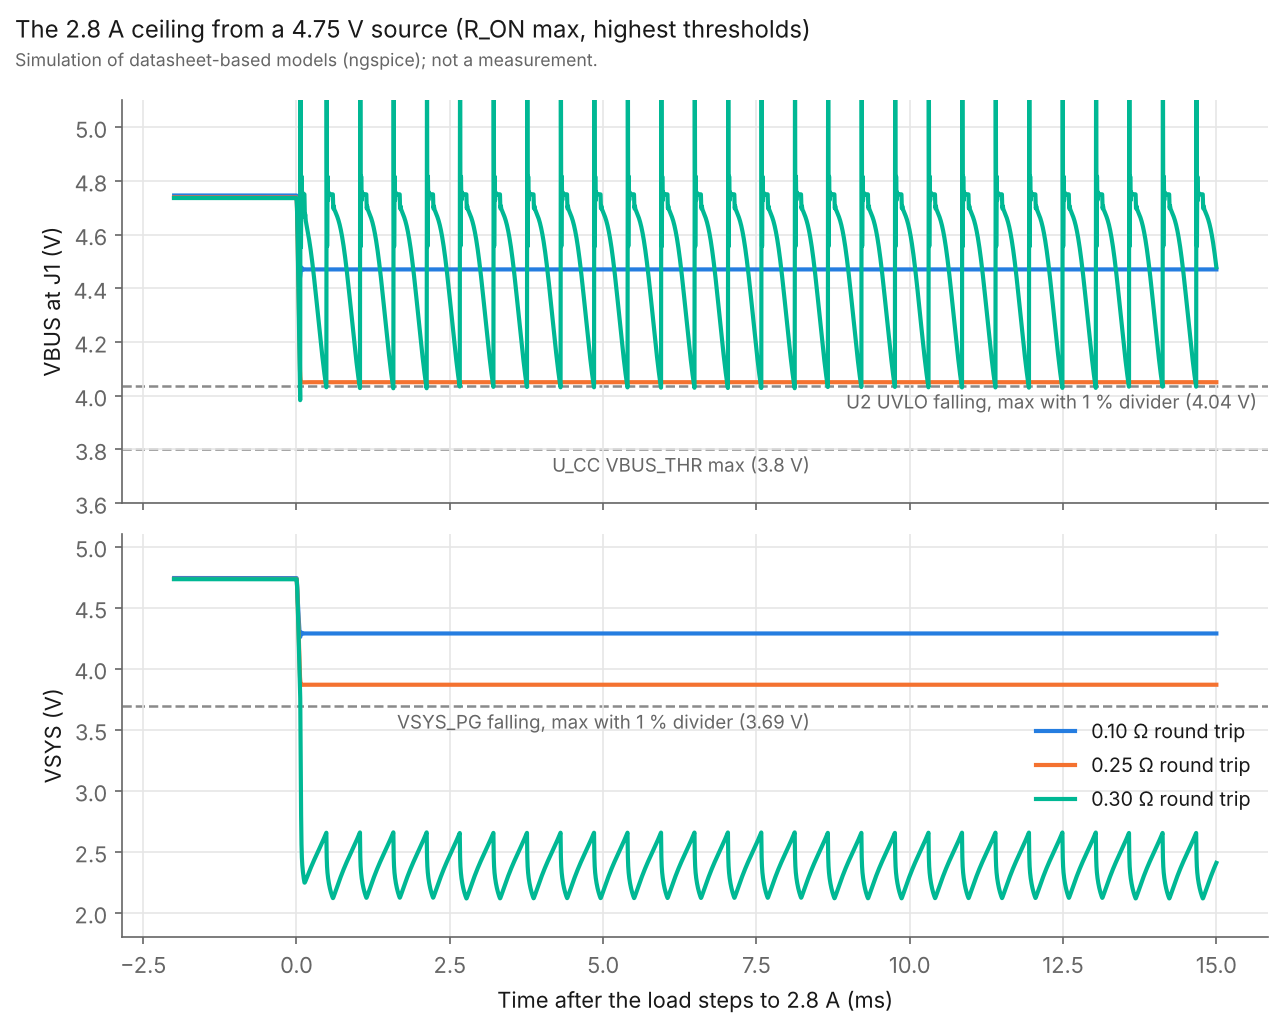 The 2.8 A ceiling from a 4.75 V source (R_ON max, highest thresholds)
Simulation of datasheet-based models (ngspice); not a measurement.
VBUS at J1 (V)
5.0
4.8
4.6
4.4
4.2
4.0
3.8
3.6
U2 UVLO falling, max with 1 % divider (4.04 V)
U_CC VBUS_THR max (3.8 V)
VSYS (V)
5.0
4.5
4.0
3.5
3.0
2.5
2.0
VSYS_PG falling, max with 1 % divider (3.69 V)
0.10 Ω round trip
0.25 Ω round trip
0.30 Ω round trip
−2.5 0.0 2.5 5.0 7.5 10.0 12.5 15.0
Time after the load steps to 2.8 A (ms)